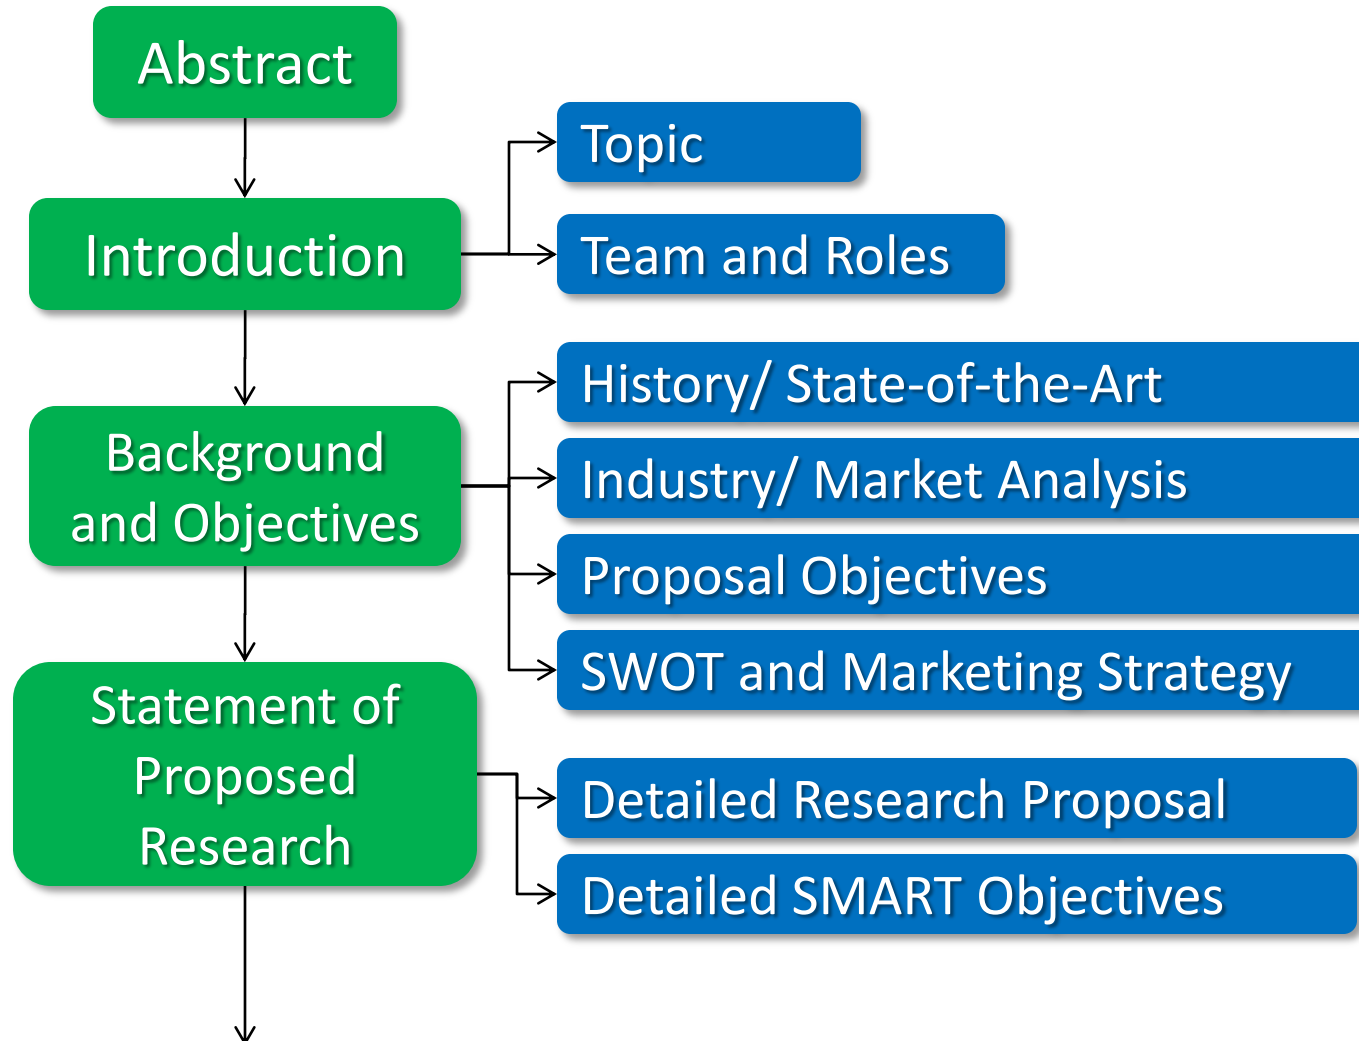 Abstract
Topic
Introduction
Team and Roles
History/ State-of-the-Art
Background
and Objectives
Industry/ Market Analysis
Proposal Objectives
SWOT and Marketing Strategy
Statement of
Proposed
Research
Detailed Research Proposal
Detailed SMART Objectives